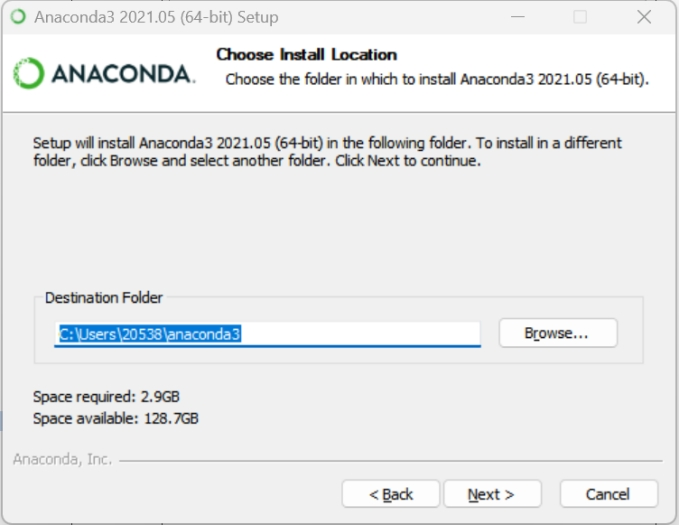 Anaconda3 2021.05 (64-bit) Setup
Choose Install Location
ANACONDA.
Choose the folder in which to install Anaconda3 2021.05 (64-bit).
Setup will install Anaconda3 2021.05 (64-bit) in the following folder. To install in a different
folder, click Browse and select another folder. Click Next to continue.
Destination Folder
C:\Users\20538\anaconda3
Browse...
Space required: 2.9GB
Space available: 128.7GB
Anaconda, Inc.
< Back
Next >
Cancel